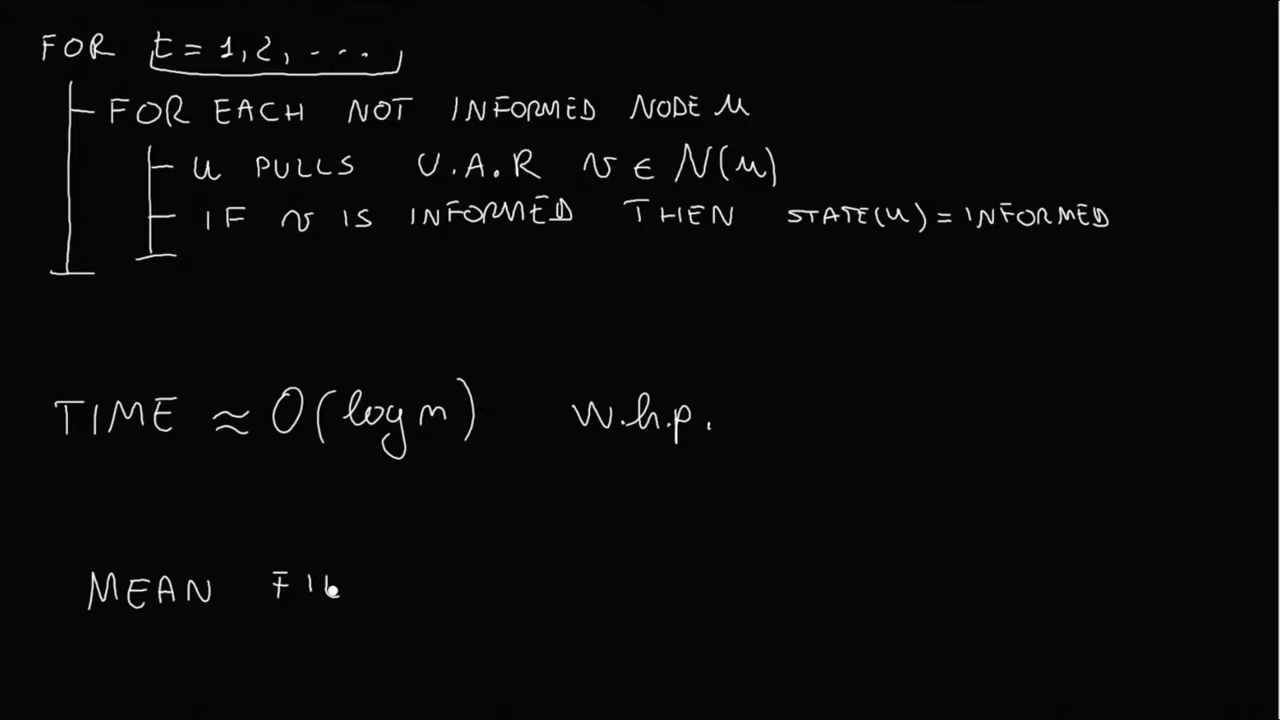 FOR t = 1,2, ....
FOR EACH NOT INFORMED NODE u
u PULLS U.A.R v ∈ N(u)
IF v IS INFORMED THEN STATE(u) = INFORMED
TIME ≈ O(log n) w.h.p.
MEAN